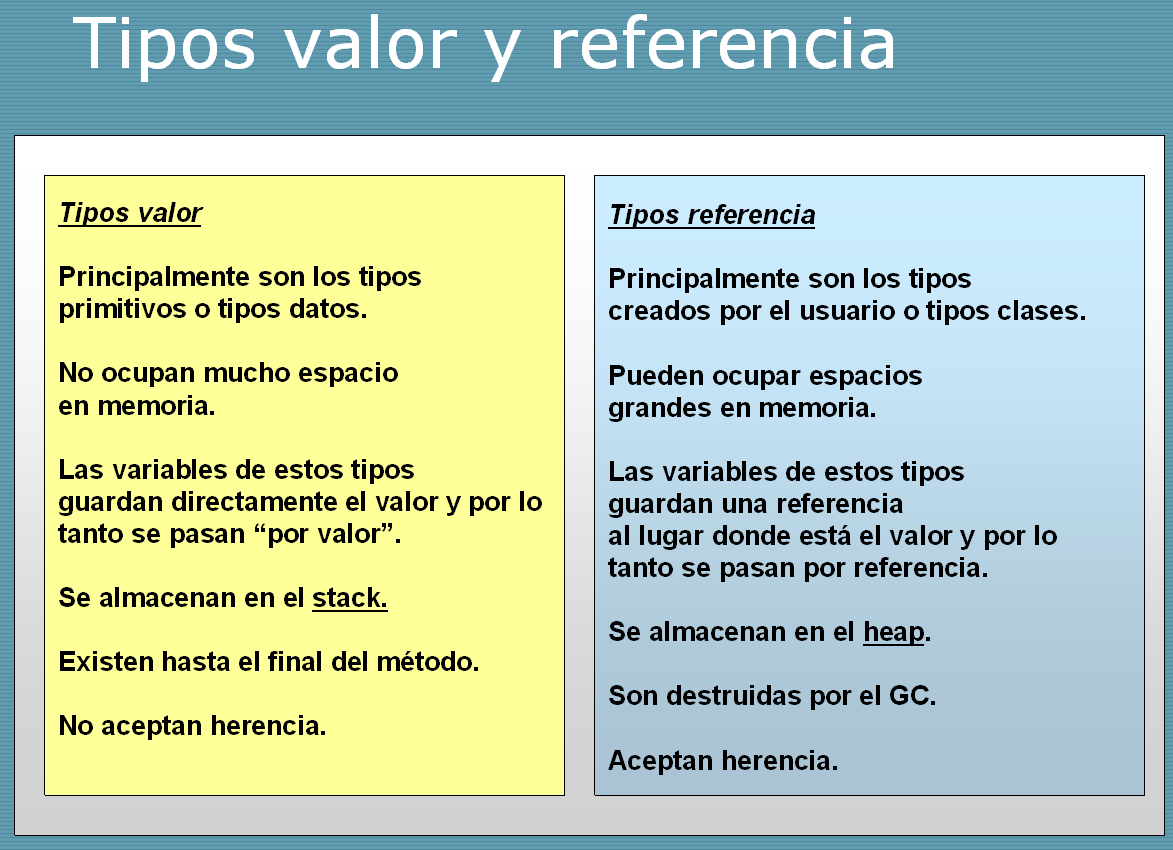 Tipos valor y referencia
Tipos valor
Principalmente son los tipos
primitivos o tipos datos.
No ocupan mucho espacio
en memoria.
Las variables de estos tipos
guardan directamente el valor y por lo
tanto se pasan “por valor”.
Se almacenan en el stack.
Existen hasta el final del método.
No aceptan herencia.
Tipos referencia
Principalmente son los tipos
creados por el usuario o tipos clases.
Pueden ocupar espacios
grandes en memoria.
Las variables de estos tipos
guardan una referencia
al lugar donde está el valor y por lo
tanto se pasan por referencia.
Se almacenan en el heap.
Son destruidas por el GC.
Aceptan herencia.